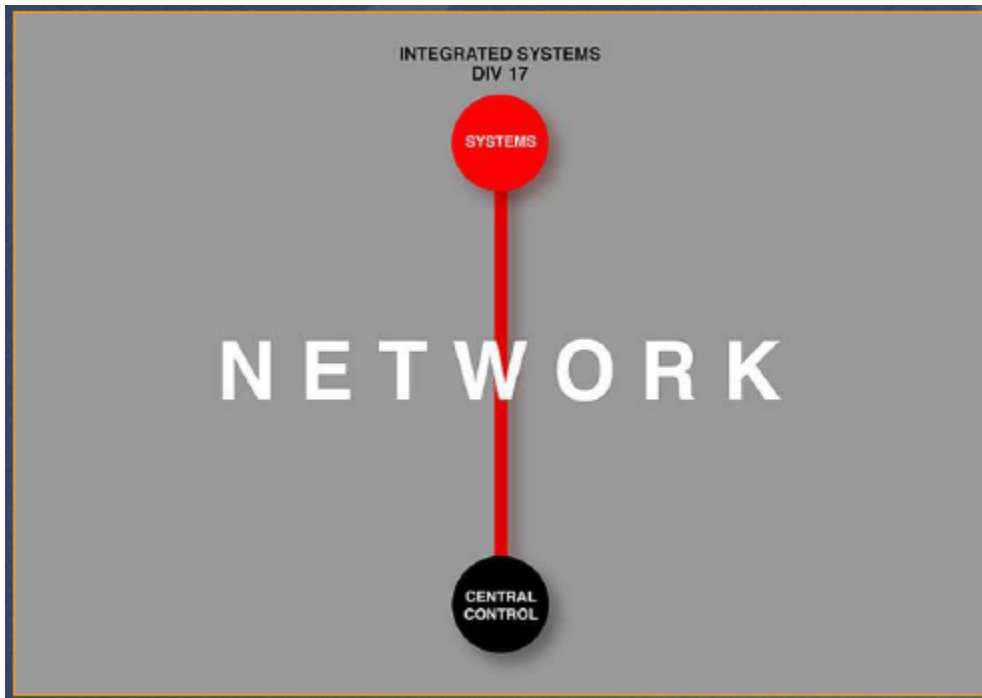 INTEGRATED SYSTEMS
DIV 17
SYSTEMS
NETWORK
CENTRAL
CONTROL